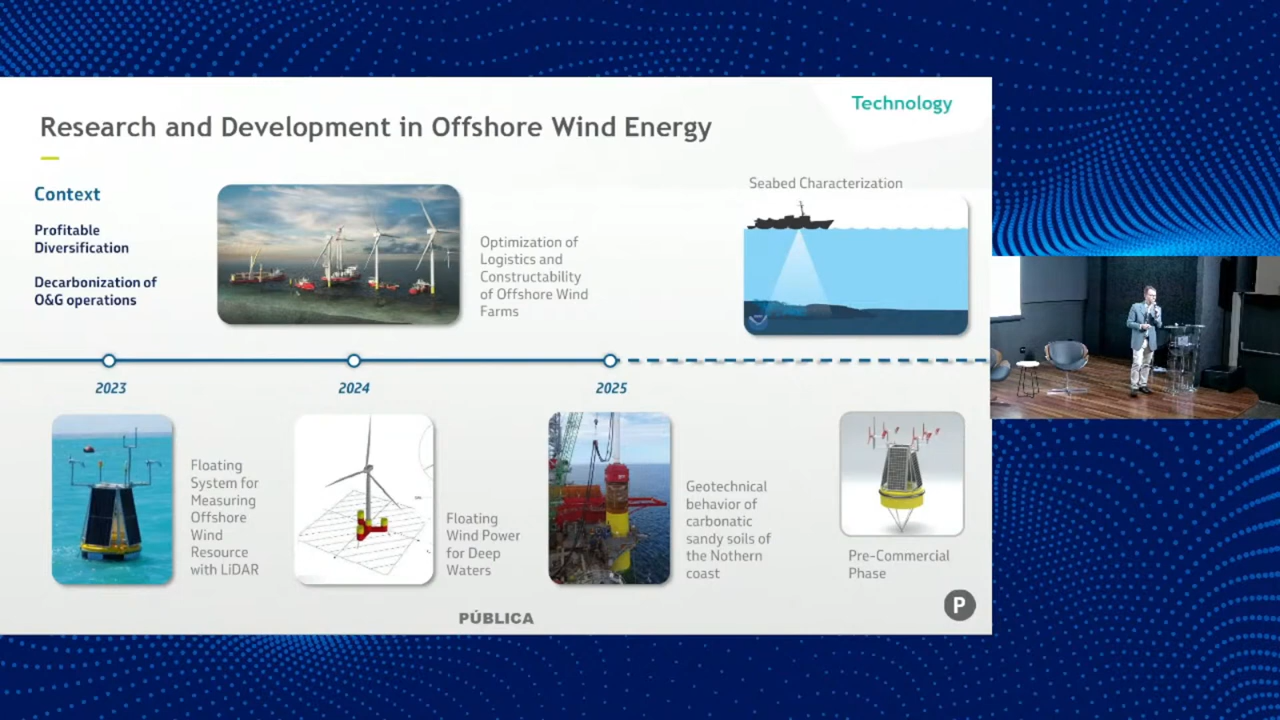 Technology
Research and Development in Offshore Wind Energy
Context
Profitable
Diversification
Decarbonization of
O&G operations
Optimization of
Logistics and
Constructability
of Offshore Wind
Farms
Seabed Characterization
2023
2024
2025
Floating
System for
Measuring
Offshore
Wind
Resource
with LiDAR
Floating
Wind Power
for Deep
Waters
Geotechnical
behavior of
carbonatic
sandy soils of
the Nothern
coast
Pre-Commercial
Phase
PÚBLICA
P